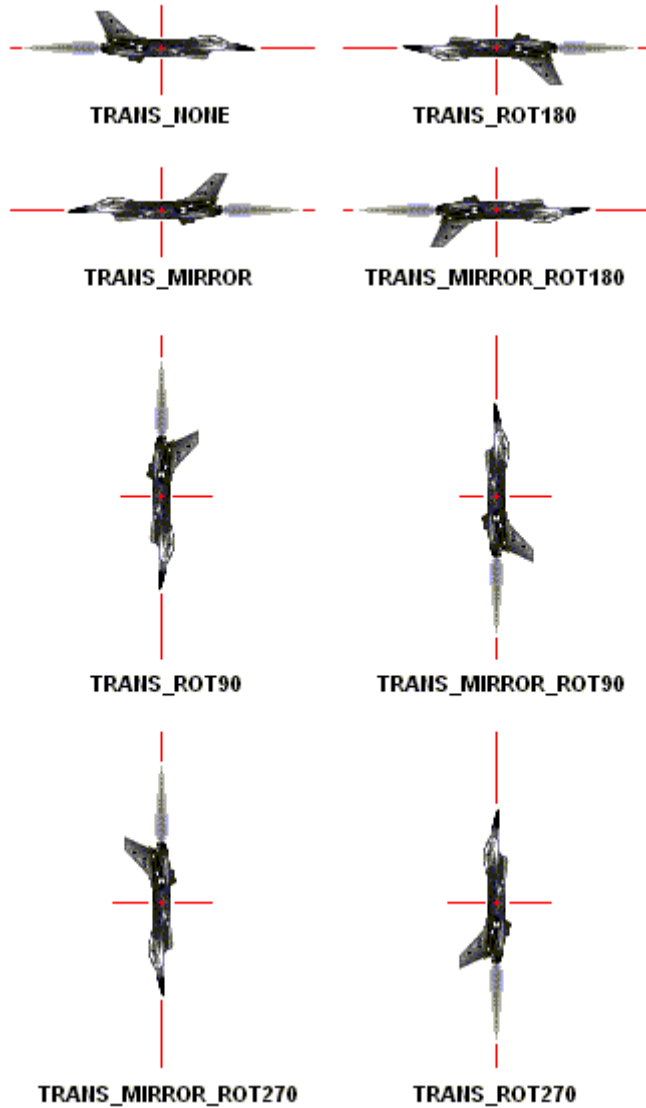 TRANS_NONE
TRANS_ROT180
TRANS_MIRROR
TRANS_MIRROR_ROT180
TRANS_ROT90
TRANS_MIRROR_ROT90
TRANS_MIRROR_ROT270
TRANS_ROT270